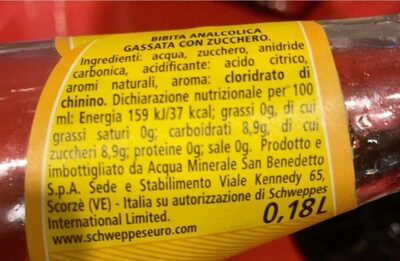 BIBITA ANALCOLICA
GASSATA CON ZUCCHERO.
Ingredienti: acqua, zucchero, anidride
carbonica, acidificante: acido citrico,
aromi naturali, aroma: cloridrato di
chinino. Dichiarazione nutrizionale per 100
ml: Energia 159 kJ/37 kcal; grassi 0g, di cui
grassi saturi 0g; carboidrati 8,9g, di cui
zuccheri 8,9g; proteine 0g; sale 0g. Prodotto e
imbottigliato da Acqua Minerale San Benedetto
S.p.A. Sede e Stabilimento Viale Kennedy 65,
Scorzè (VE) - Italia su autorizzazione di Schweppes
International Limited.
www.schweppeseuro.com 0,18L